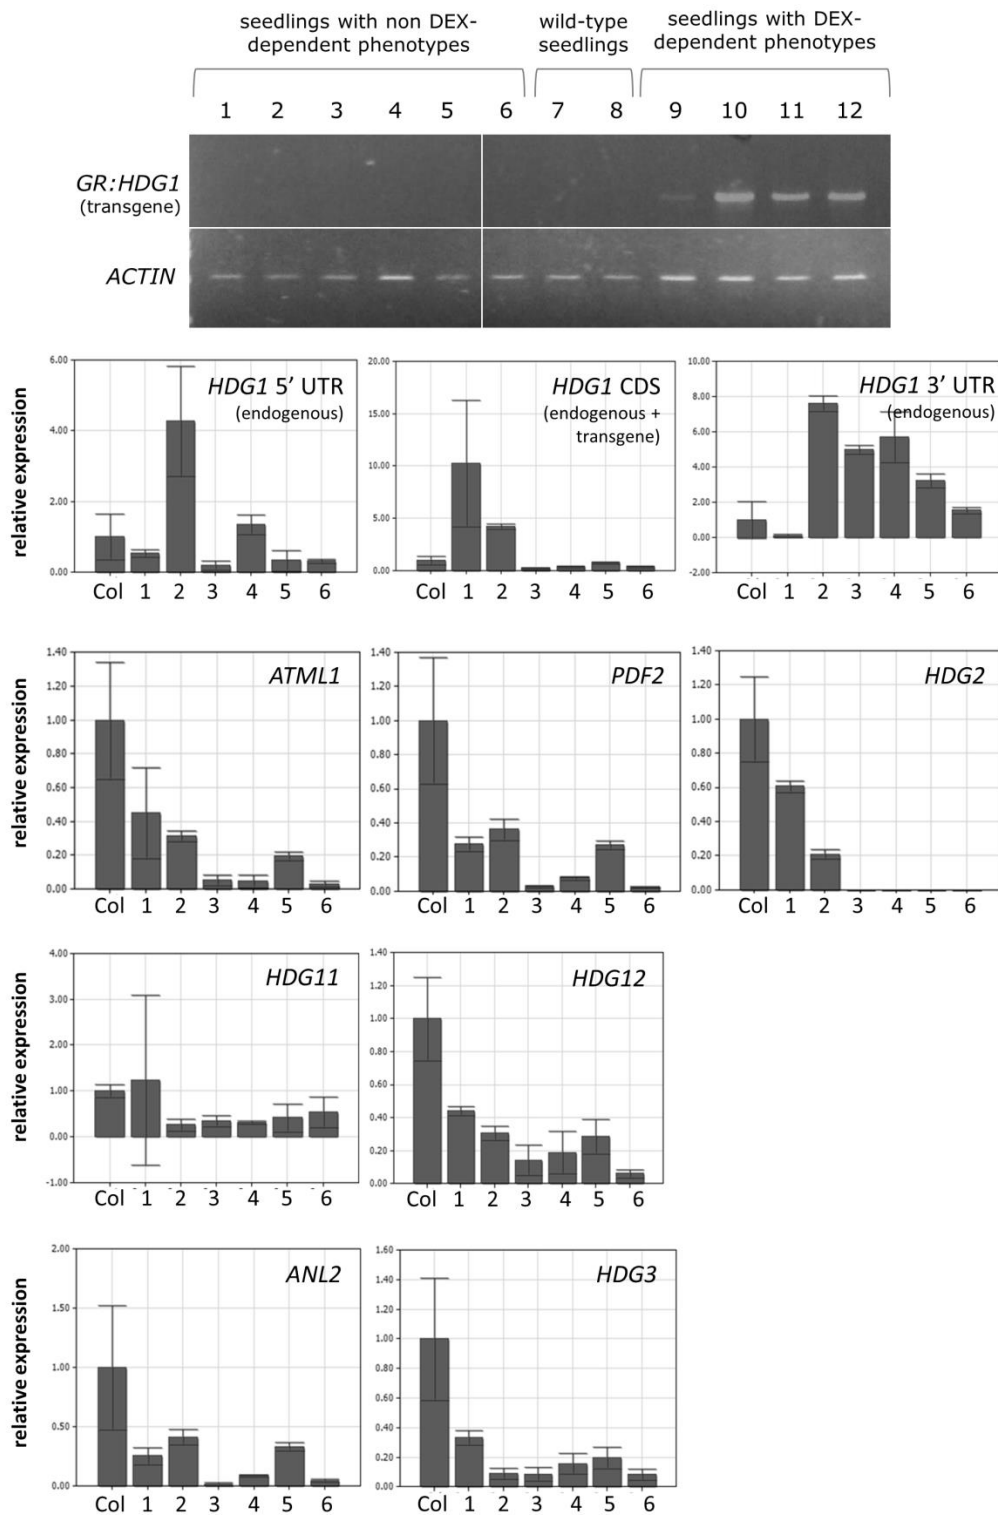 seedlings with non DEX-
dependent phenotypes
wild-type
seedlings
seedlings with DEX-
dependent phenotypes
1 2 3 4 5 6 7 8 9 10 11 12
GR:HDG1
(transgene)
ACTIN
relative expression
6.00
4.00
2.00
0.00
HDG1 5’ UTR
(endogenous)
Col 1 2 3 4 5 6
20.00
15.00
10.00
5.00
0.00
HDG1 CDS
(endogenous +
transgene)
Col 1 2 3 4 5 6
10.00
8.00
6.00
4.00
2.00
0.00
-2.00
HDG1 3’ UTR
(endogenous)
Col 1 2 3 4 5 6
relative expression
1.40
1.20
1.00
0.80
0.60
0.40
0.20
0.00
ATML1
Col 1 2 3 4 5 6
1.40
1.20
1.00
0.80
0.60
0.40
0.20
0.00
PDF2
Col 1 2 3 4 5 6
1.40
1.20
1.00
0.80
0.60
0.40
0.20
0.00
HDG2
Col 1 2 3 4 5 6
relative expression
4.00
3.00
2.00
1.00
0.00
-1.00
HDG11
Col 1 2 3 4 5 6
1.40
1.20
1.00
0.80
0.60
0.40
0.20
0.00
HDG12
Col 1 2 3 4 5 6
relative expression
2.00
1.50
1.00
0.50
0.00
ANL2
Col 1 2 3 4 5 6
1.60
1.40
1.20
1.00
0.80
0.60
0.40
0.20
0.00
HDG3
Col 1 2 3 4 5 6